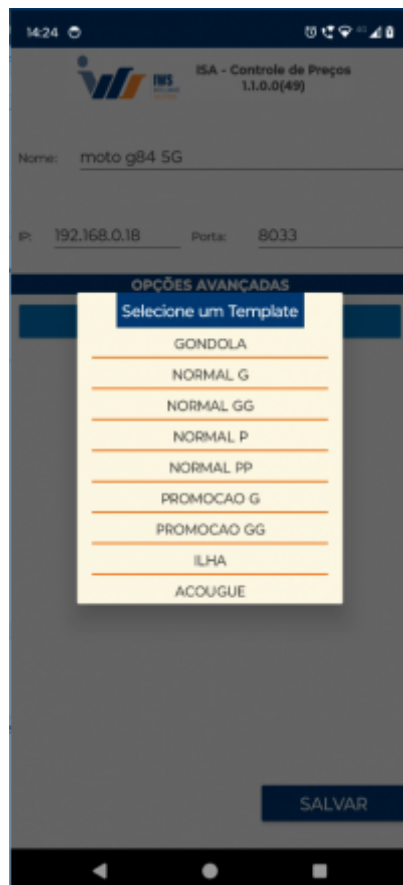 14:24
4G
IWS
ISA - Controle de Preços
1.1.0.0(49)
Nome: moto g84 5G
IP: 192.168.0.18 Porta: 8033
OPÇÕES AVANÇADAS
Selecione um Template
GONDOLA
NORMAL G
NORMAL GG
NORMAL P
NORMAL PP
PROMOCAO G
PROMOCAO GG
ILHA
ACOUGUE
SALVAR